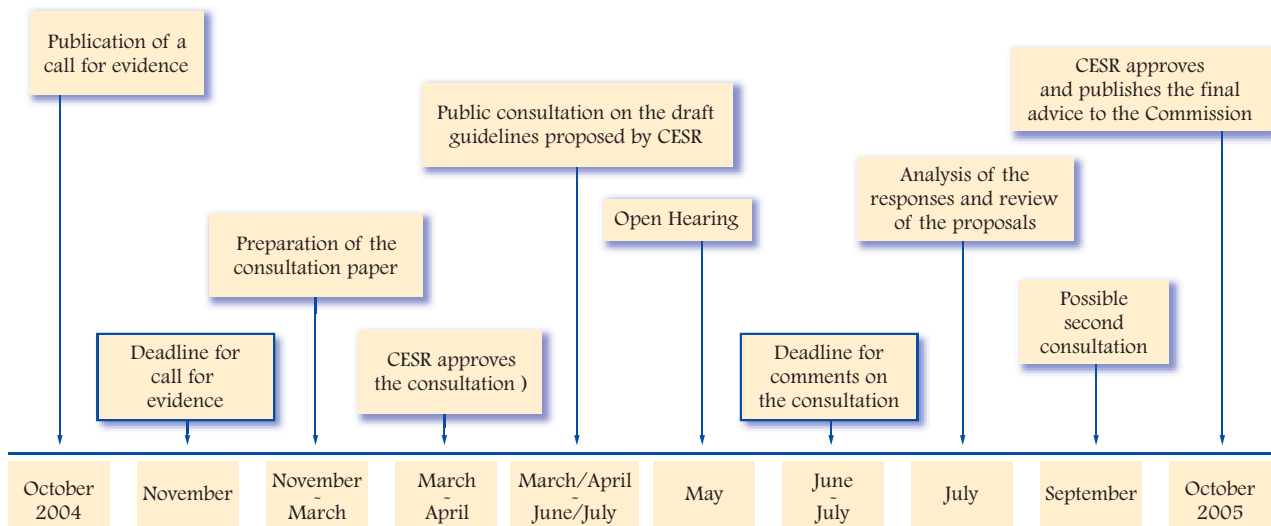 Publication of a
call for evidence
CESR approves
and publishes the final
advice to the Commission
Public consultation on the draft
guidelines proposed by CESR
Analysis of the
responses and review
of the proposals
Open Hearing
Preparation of the
consultation paper
Possible
second
consultation
Deadline for
call for
evidence
CESR approves
the consultation )
Deadline for
comments on
the consultation
October
2004
November
November
~
March
March
~
April
March/April
~
June/July
May
June
~
July
July
September
October
2005